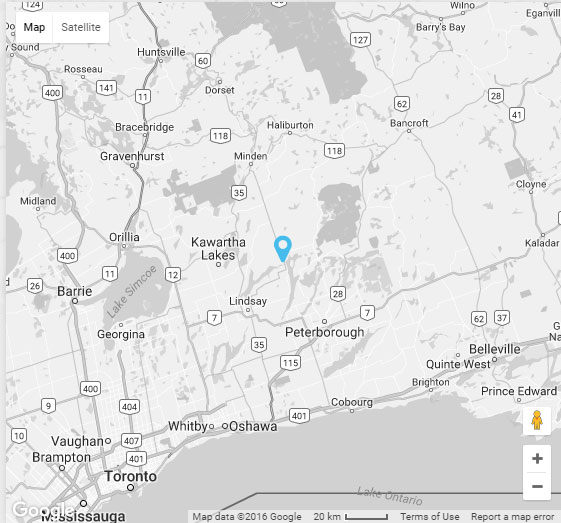 Map Satellite
124
Wilno
Barry's Bay
Eganville
y Sound
Huntsville
60
127
Rosseau
Dorset
400
141
11
62
28
41
Bracebridge
118
Haliburton
Bancroft
118
Gravenhurst
Minden
35
Cloyne
Midland
Orillia
Kawartha
Lakes
Kaladar
400
11
12
26
Barrie
Lake Simcoe
Lindsay
28
Georgina
7
Peterborough
7
62
37
35
Belleville
115
Quinte West
400
Brighton
Prince Edward
9
404
401
Cobourg
Whitby
Oshawa
10
Vaughan
407
Brampton
401
Toronto
Lake Ontario
Google
Mississauga
Map data ©2016 Google 20 km Terms of Use Report a map error